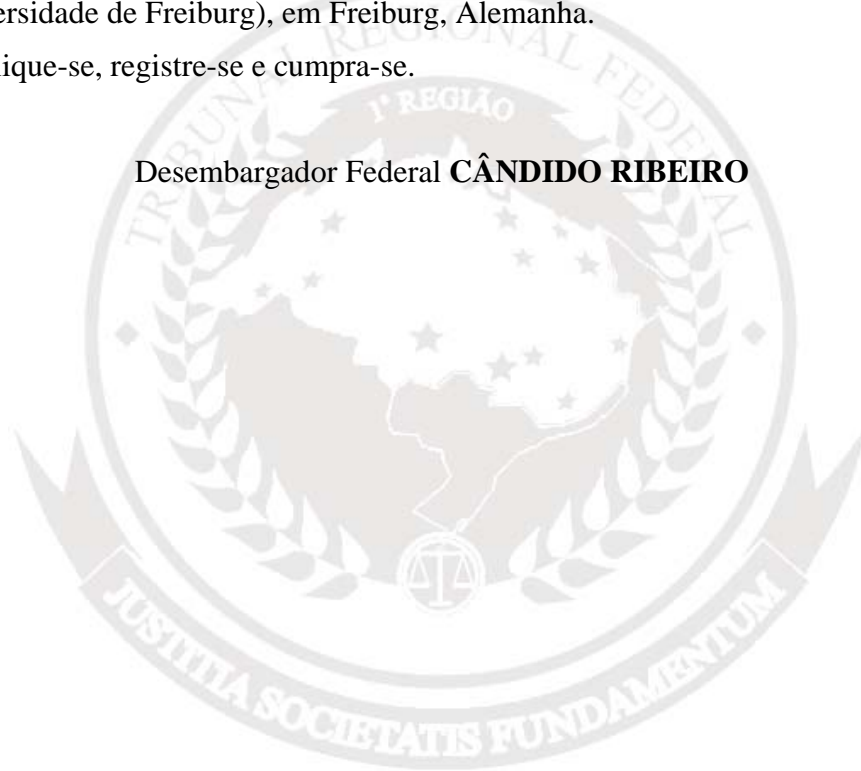 ersidade de Freiburg), em Freiburg, Alemanha.
lique-se, registre-se e cumpra-se.
Desembargador Federal CÂNDIDO RIBEIRO
TRIBUNAL REGIONAL FEDERAL
1ª REGIÃO
JUSTITIA SOCIETATIS FUNDAMENTUM